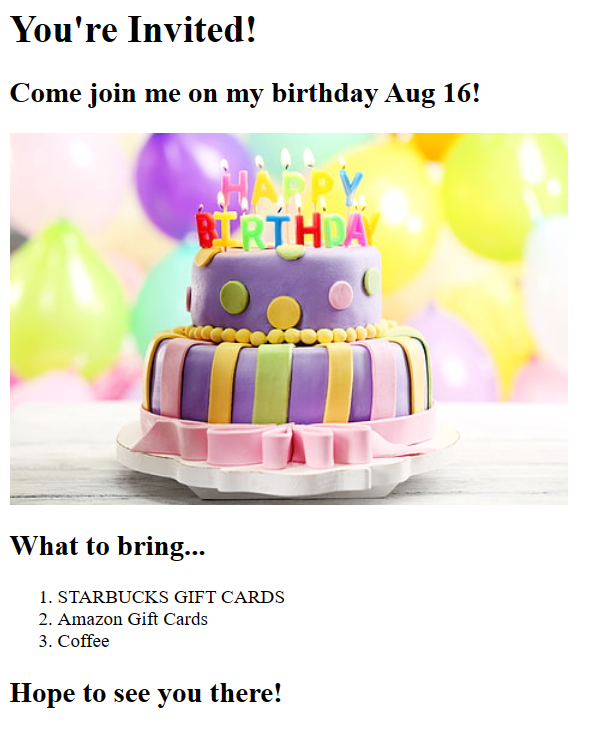 You're Invited!
Come join me on my birthday Aug 16!
HAPPY
BIRTHDAY
What to bring...
1. STARBUCKS GIFT CARDS
2. Amazon Gift Cards
3. Coffee
Hope to see you there!